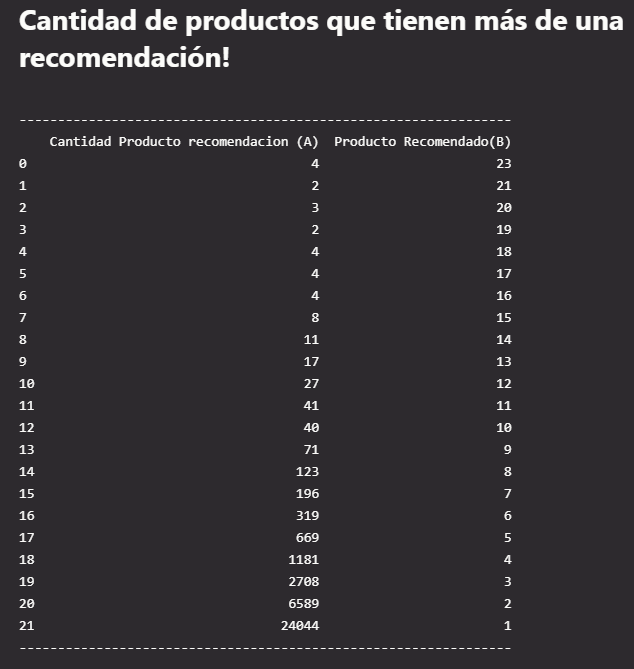 Cantidad de productos que tienen más de una
recomendación!
----------------------------------------------------------------
Cantidad Producto recomendacion (A) Producto Recomendado(B)
0 4 23
1 2 21
2 3 20
3 2 19
4 4 18
5 4 17
6 4 16
7 8 15
8 11 14
9 17 13
10 27 12
11 41 11
12 40 10
13 71 9
14 123 8
15 196 7
16 319 6
17 669 5
18 1181 4
19 2708 3
20 6589 2
21 24044 1
----------------------------------------------------------------